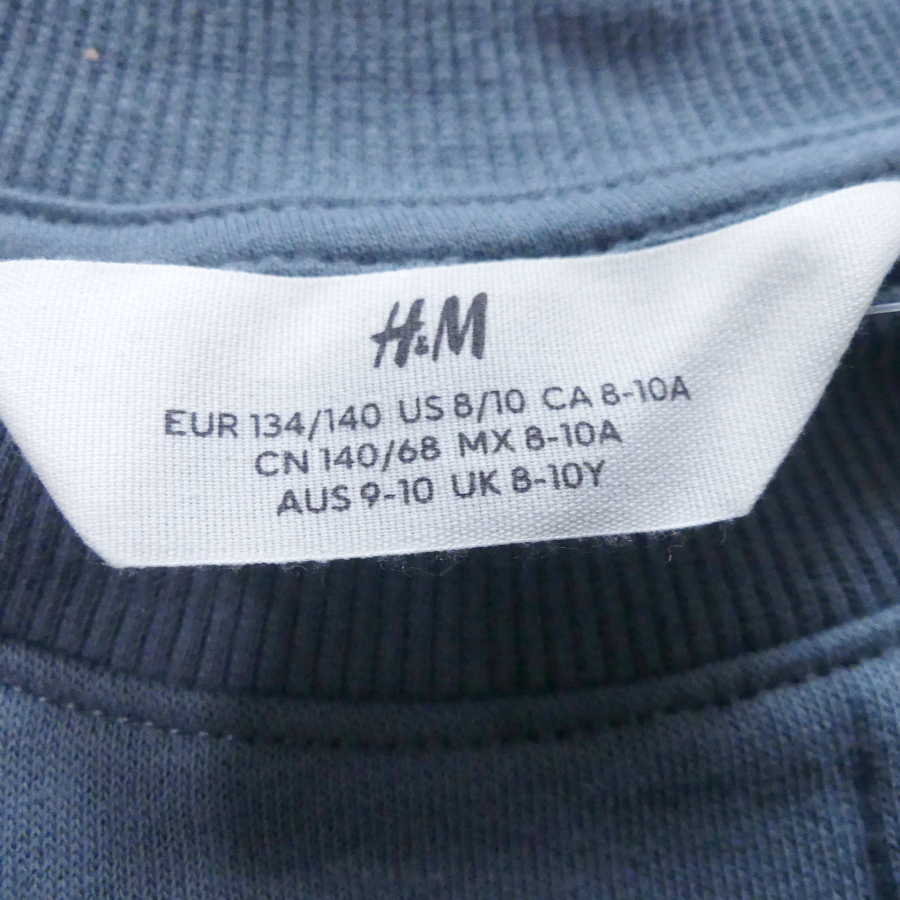 H&M
EUR 134/140 US 8/10 CA 8-10A
CN 140/68 MX 8-10A
AUS 9-10 UK 8-10Y